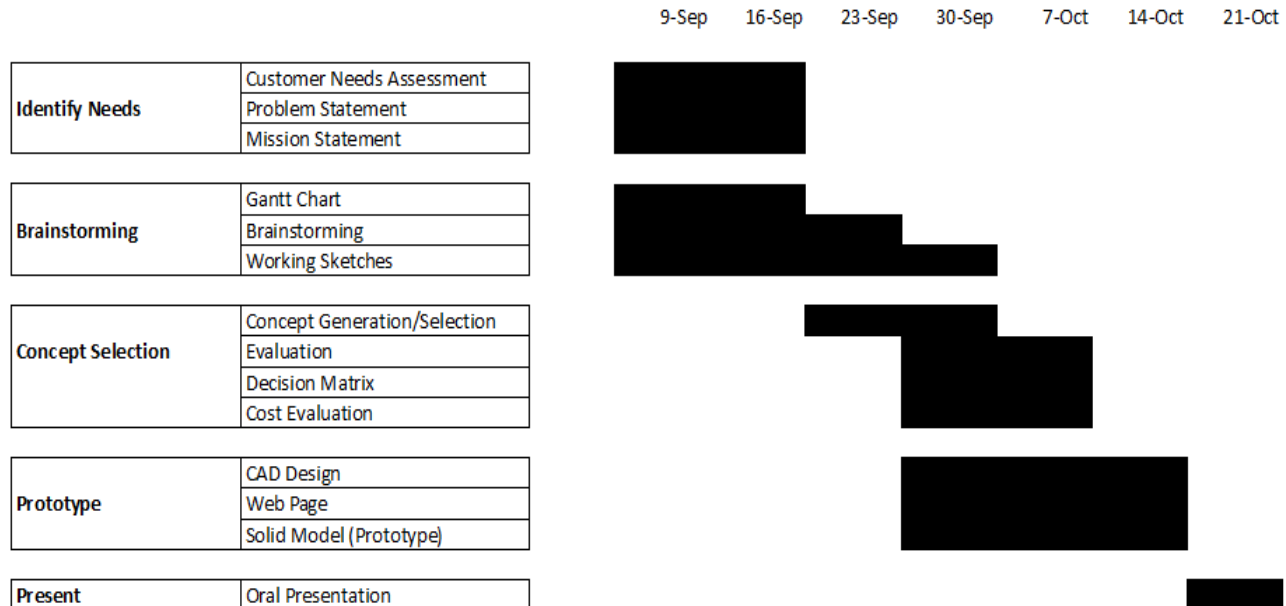 9-Sep 16-Sep 23-Sep 30-Sep 7-Oct 14-Oct 21-Oct
Customer Needs Assessment
Identify Needs Problem Statement
Mission Statement
Gantt Chart
Brainstorming Brainstorming
Working Sketches
Concept Generation/Selection
Concept Selection Evaluation
Decision Matrix
Cost Evaluation
CAD Design
Prototype Web Page
Solid Model (Prototype)
Present Oral Presentation